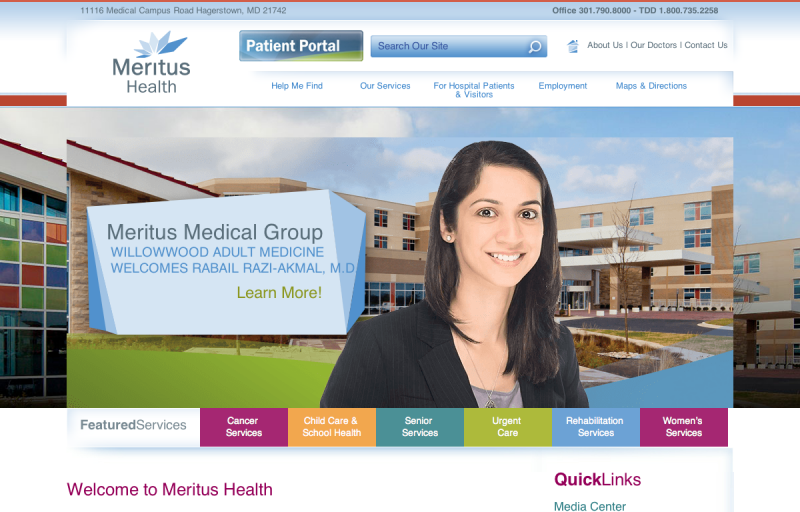 11116 Medical Campus Road Hagerstown, MD 21742
Office 301.790.8000 - TDD 1.800.735.2258
Meritus
Health
Patient Portal
Search Our Site
About Us | Our Doctors | Contact Us
Help Me Find
Our Services
For Hospital Patients
& Visitors
Employment
Maps & Directions
Meritus Medical Group
WILLOWWOOD ADULT MEDICINE
WELCOMES RABAIL RAZI-AKMAL, M.D.
Learn More!
FeaturedServices
Cancer
Services
Child Care &
School Health
Senior
Services
Urgent
Care
Rehabilitation
Services
Women's
Services
Welcome to Meritus Health
QuickLinks
Media Center